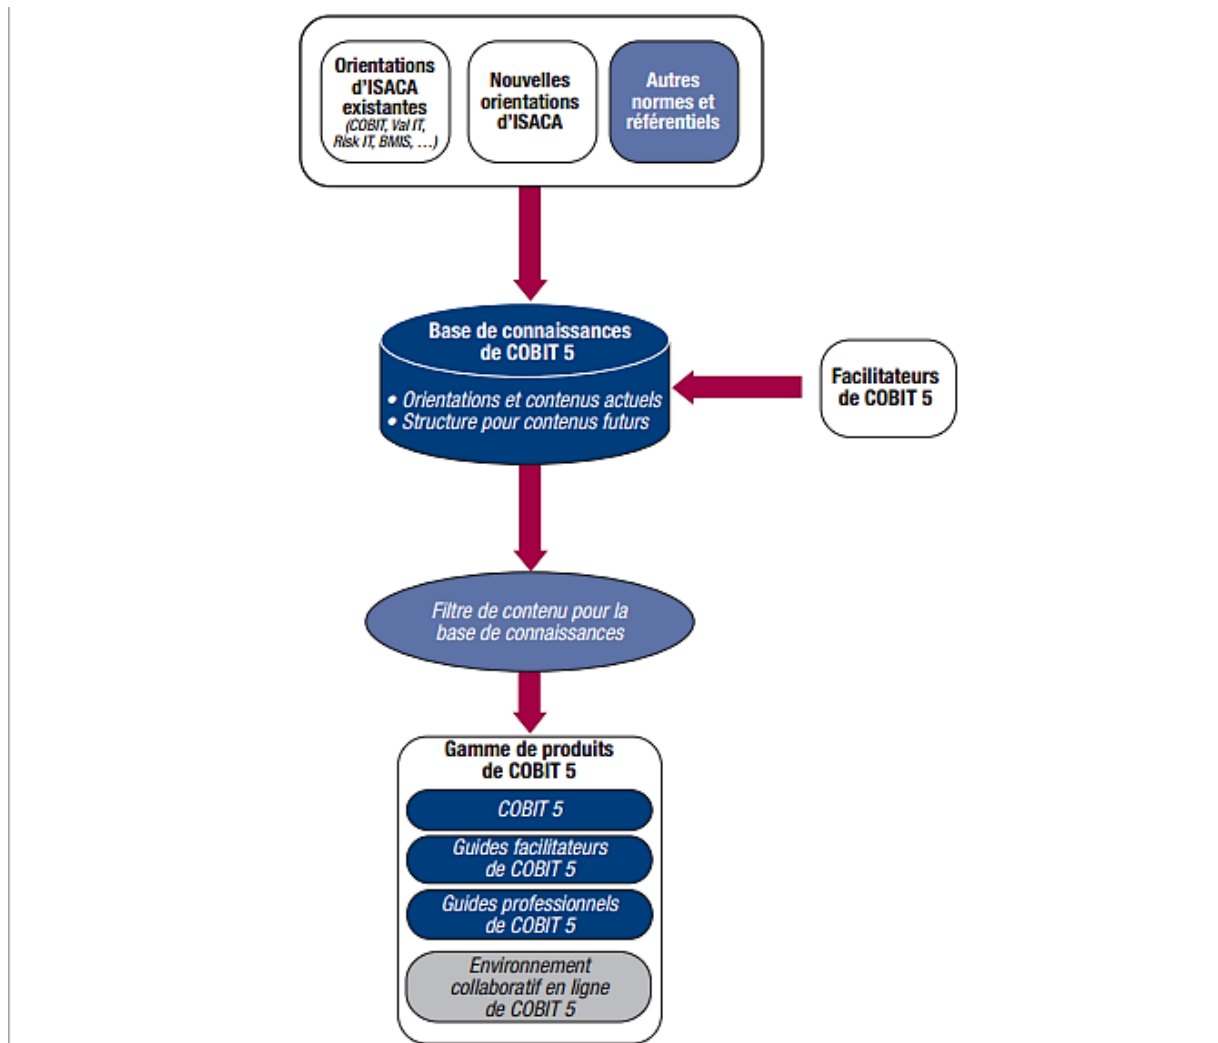 Orientations
d'ISACA
existantes
(COBIT, Val IT,
Risk IT, BMIS, …)
Nouvelles
orientations
d'ISACA
Autres
normes et
référentiels
Base de connaissances
de COBIT 5
• Orientations et contenus actuels
• Structure pour contenus futurs
Facilitateurs
de COBIT 5
Filtre de contenu pour la
base de connaissances
Gamme de produits
de COBIT 5
COBIT 5
Guides facilitateurs
de COBIT 5
Guides professionnels
de COBIT 5
Environnement
collaboratif en ligne
de COBIT 5